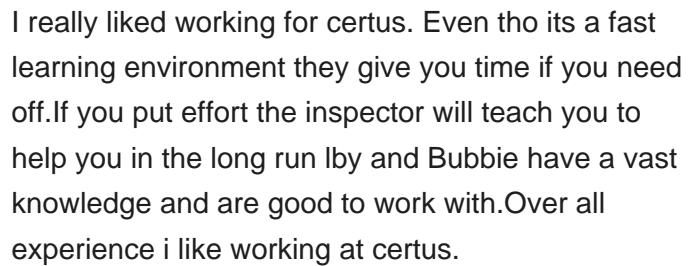 I really liked working for certus. Even tho its a fast
learning environment they give you time if you need
off.If you put effort the inspector will teach you to
help you in the long run lby and Bubbie have a vast
knowledge and are good to work with.Over all
experience i like working at certus.